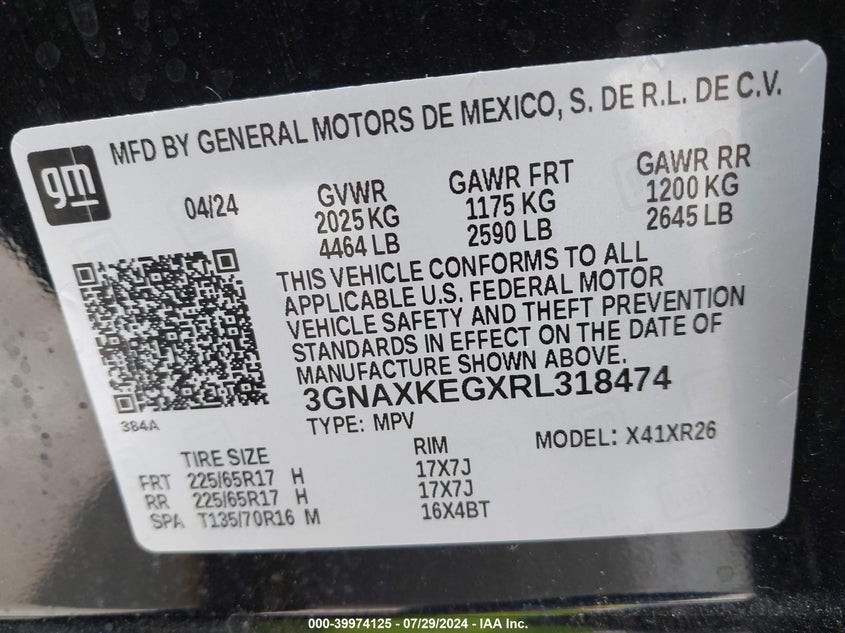 MFD BY GENERAL MOTORS DE MEXICO, S. DE R.L. DE C.V.
gm
04/24
GVWR
2025 KG
4464 LB
GAWR FRT
1175 KG
2590 LB
GAWR RR
1200 KG
2645 LB
THIS VEHICLE CONFORMS TO ALL
APPLICABLE U.S. FEDERAL MOTOR
VEHICLE SAFETY AND THEFT PREVENTION
STANDARDS IN EFFECT ON THE DATE OF
MANUFACTURE SHOWN ABOVE.
3GNAXKEGXRL318474
384A
TYPE: MPV
MODEL: X41XR26
TIRE SIZE
RIM
FRT 225/65R17 H 17X7J
RR 225/65R17 H 17X7J
SPA T135/70R16 M 16X4BT
000-39974125 - 07/29/2024 - IAA Inc.